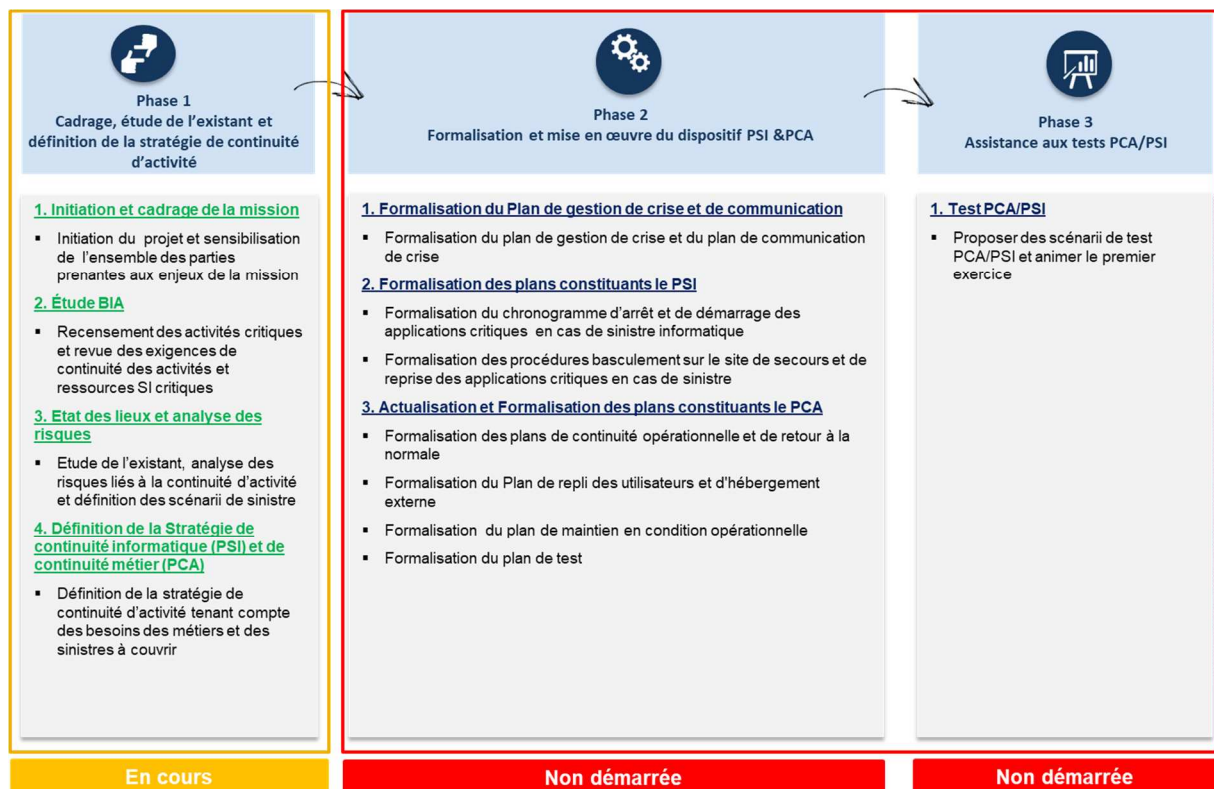 Phase 1
Cadrage, étude de l'existant et
définition de la stratégie de continuité
d'activité
1. Initiation et cadrage de la mission
▪ Initiation du projet et sensibilisation
de l'ensemble des parties
prenantes aux enjeux de la mission
2. Étude BIA
▪ Recensement des activités critiques
et revue des exigences de
continuité des activités et
ressources SI critiques
3. Etat des lieux et analyse des
risques
▪ Etude de l'existant, analyse des
risques liés à la continuité d'activité
et définition des scénarii de sinistre
4. Définition de la Stratégie de
continuité informatique (PSI) et de
continuité métier (PCA)
▪ Définition de la stratégie de
continuité d'activité tenant compte
des besoins des métiers et des
sinistres à couvrir
En cours
Phase 2
Formalisation et mise en œuvre du dispositif PSI &PCA
1. Formalisation du Plan de gestion de crise et de communication
▪ Formalisation du plan de gestion de crise et du plan de communication
de crise
2. Formalisation des plans constituants le PSI
▪ Formalisation du chronogramme d'arrêt et de démarrage des
applications critiques en cas de sinistre informatique
▪ Formalisation des procédures basculement sur le site de secours et de
reprise des applications critiques en cas de sinistre
3. Actualisation et Formalisation des plans constituants le PCA
▪ Formalisation des plans de continuité opérationnelle et de retour à la
normale
▪ Formalisation du Plan de repli des utilisateurs et d'hébergement
externe
▪ Formalisation du plan de maintien en condition opérationnelle
▪ Formalisation du plan de test
Non démarrée
Phase 3
Assistance aux tests PCA/PSI
1. Test PCA/PSI
▪ Proposer des scénarii de test
PCA/PSI et animer le premier
exercice
Non démarrée